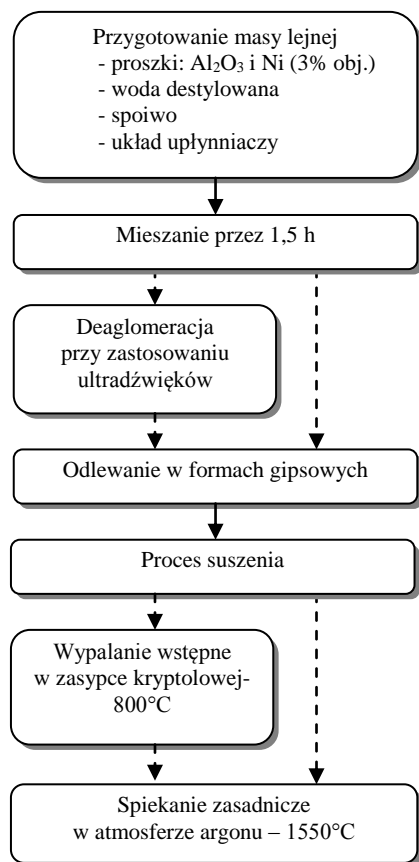 Przygotowanie masy lejnej
- proszki: Al₂O₃ i Ni (3% obj.)
- woda destylowana
- spoiwo
- układ upłynniaczy
Mieszanie przez 1,5 h
Deaglomeracja
przy zastosowaniu
ultradźwięków
Odlewanie w formach gipsowych
Proces suszenia
Wypalanie wstępne
w zasypce kryptolowej-
800°C
Spiekanie zasadnicze
w atmosferze argonu – 1550°C